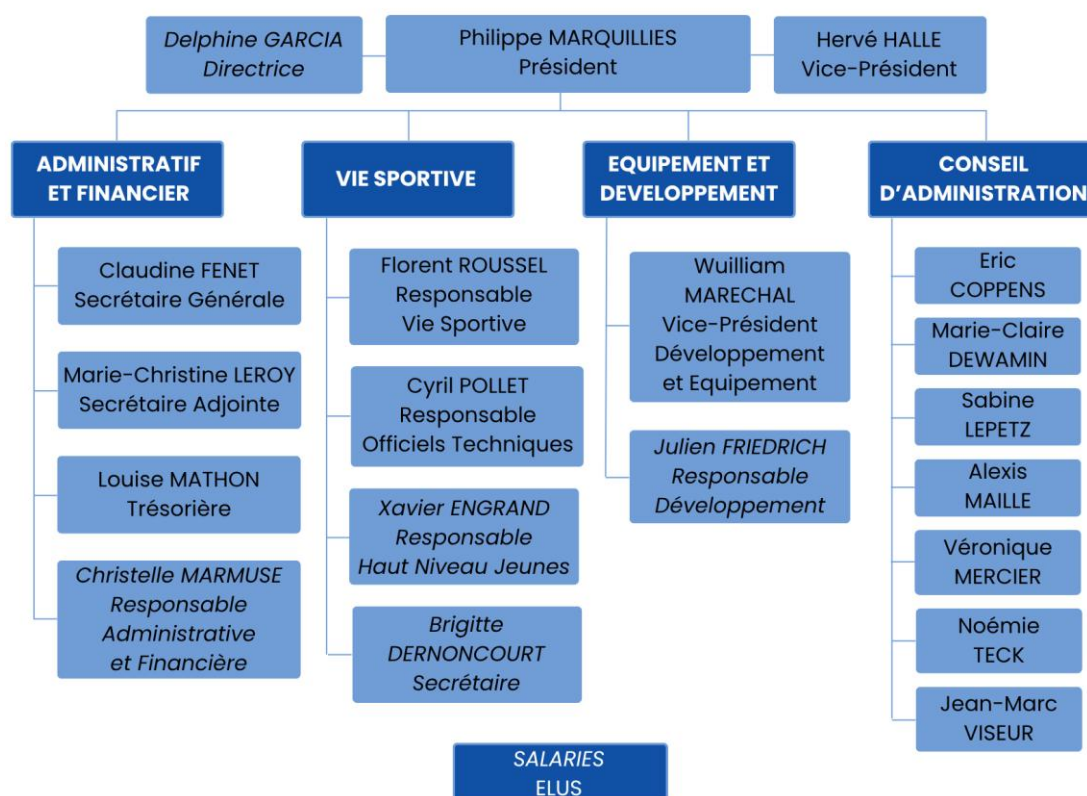 Delphine GARCIA
Directrice
Philippe MARQUILLIES
Président
Hervé HALLE
Vice-Président
ADMINISTRATIF
ET FINANCIER
Claudine FENET
Secrétaire Générale
Marie-Christine LEROY
Secrétaire Adjointe
Louise MATHON
Trésorière
Christelle MARMUSE
Responsable
Administrative
et Financière
VIE SPORTIVE
Florent ROUSSEL
Responsable
Vie Sportive
Cyril POLLET
Responsable
Officiels Techniques
Xavier ENGRAND
Responsable
Haut Niveau Jeunes
Brigitte
DERNONCOURT
Secrétaire
EQUIPEMENT ET
DEVELOPPEMENT
Wuilliam
MARECHAL
Vice-Président
Développement
et Equipement
Julien FRIEDRICH
Responsable
Développement
CONSEIL
D’ADMINISTRATION
Eric
COPPENS
Marie-Claire
DEWAMIN
Sabine
LEPETZ
Alexis
MAILLE
Véronique
MERCIER
Noémie
TECK
Jean-Marc
VISEUR
SALARIES
ELUS